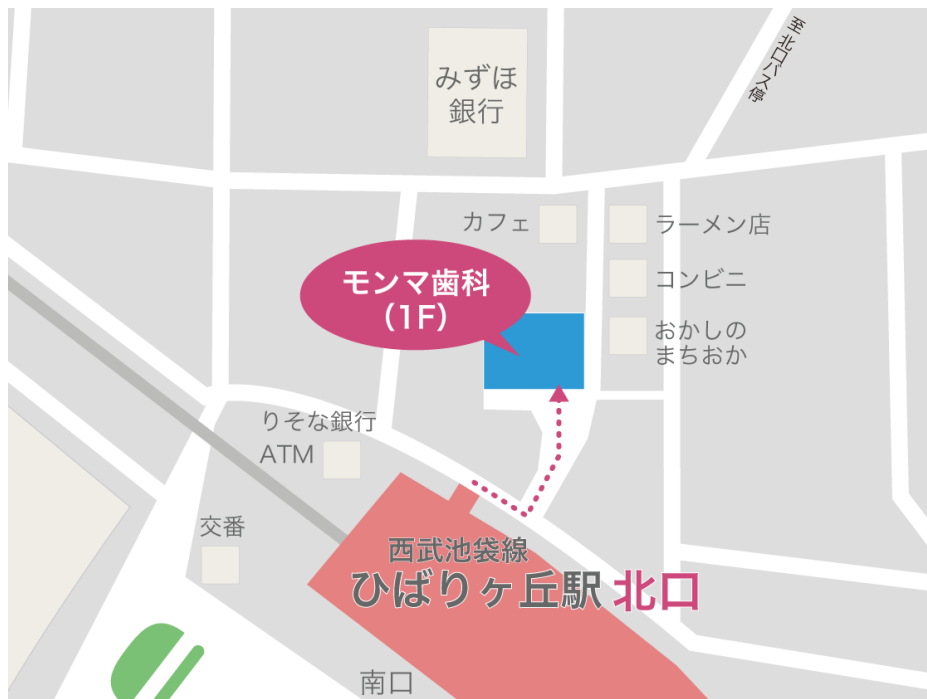 みずほ
銀行
至 北口バス停
カフェ
ラーメン店
モンマ歯科
（1F）
コンビニ
おかしの
まちおか
りそな銀行
ATM
交番
西武池袋線
ひばりヶ丘駅 北口
南口